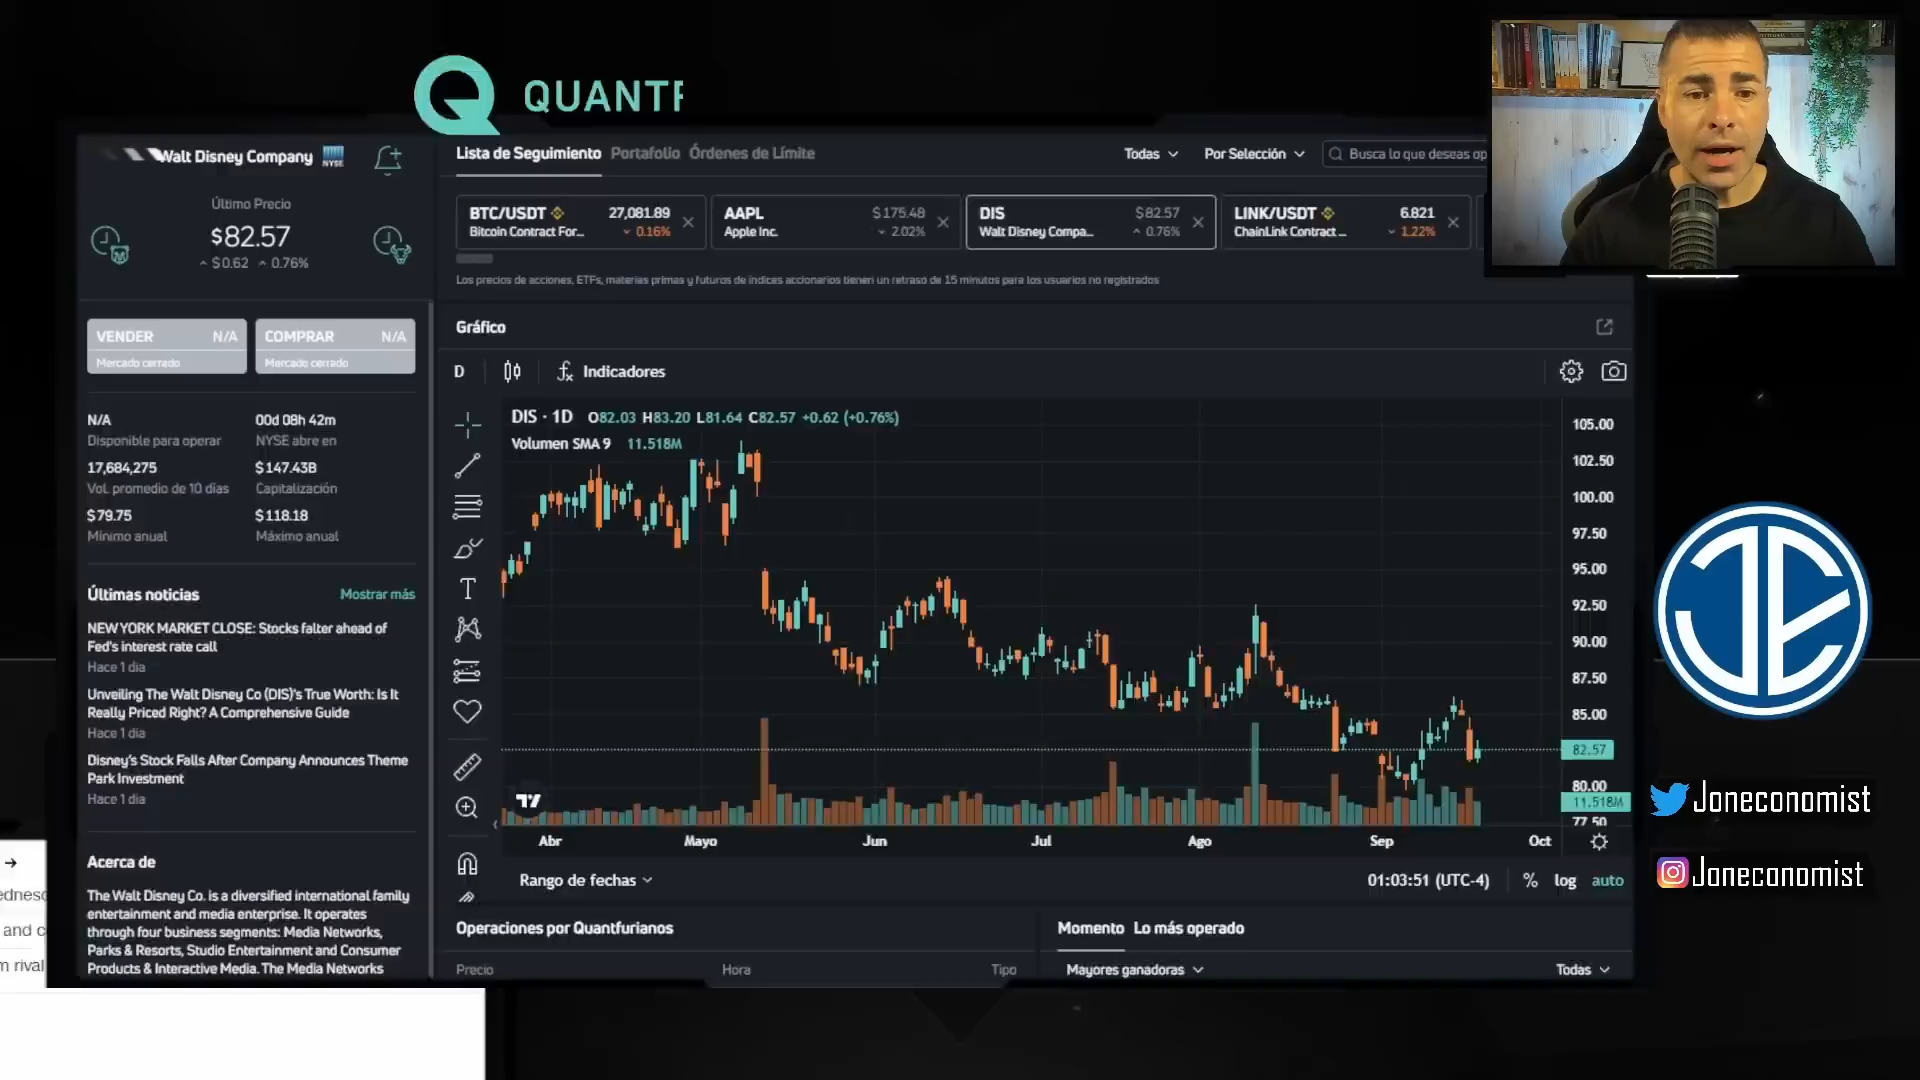 QUANTF
Walt Disney Company NYSE
Último Precio
$82.57
$0.62 0.76%
VENDER N/A
Mercado cerrado
COMPRAR N/A
Mercado cerrado
N/A
Disponible para operar
00d 08h 42m
NYSE abre en
17,684,275
Vol. promedio de 10 días
$147.43B
Capitalización
$79.75
Mínimo anual
$118.18
Máximo anual
Últimas noticias Mostrar más
NEW YORK MARKET CLOSE: Stocks falter ahead of
Fed's interest rate call
Hace 1 dia
Unveiling The Walt Disney Co (DIS)'s True Worth: Is It
Really Priced Right? A Comprehensive Guide
Hace 1 dia
Disney's Stock Falls After Company Announces Theme
Park Investment
Hace 1 dia
Acerca de
The Walt Disney Co. is a diversified international family
entertainment and media enterprise. It operates
through four business segments: Media Networks,
Parks & Resorts, Studio Entertainment and Consumer
Products & Interactive Media. The Media Networks
Lista de Seguimiento Portafolio Órdenes de Límite
Todas Por Selección Busca lo que deseas op
BTC/USDT 27,081.89
Bitcoin Contract For... 0.16%
AAPL $175.48
Apple Inc. 2.02%
DIS $82.57
Walt Disney Compa... 0.76%
LINK/USDT 6.821
ChainLink Contract ... 1.22%
Los precios de acciones, ETFs, materias primas y futuros de índices accionarios tienen un retraso de 15 minutos para los usuarios no registrados
Gráfico
D Indicadores
DIS · 1D O82.03 H83.20 L81.64 C82.57 +0.62 (+0.76%)
Volumen SMA 9 11.518M
105.00
102.50
100.00
97.50
95.00
92.50
90.00
87.50
85.00
82.57
80.00
11.518M
77.50
Abr Mayo Jun Jul Ago Sep Oct
Rango de fechas 01:03:51 (UTC-4) % log auto
Operaciones por Quantfurianos
Precio Hora Tipo
Momento Lo más operado
Mayores ganadoras Todas
Joneconomist
Joneconomist
and c
m rival